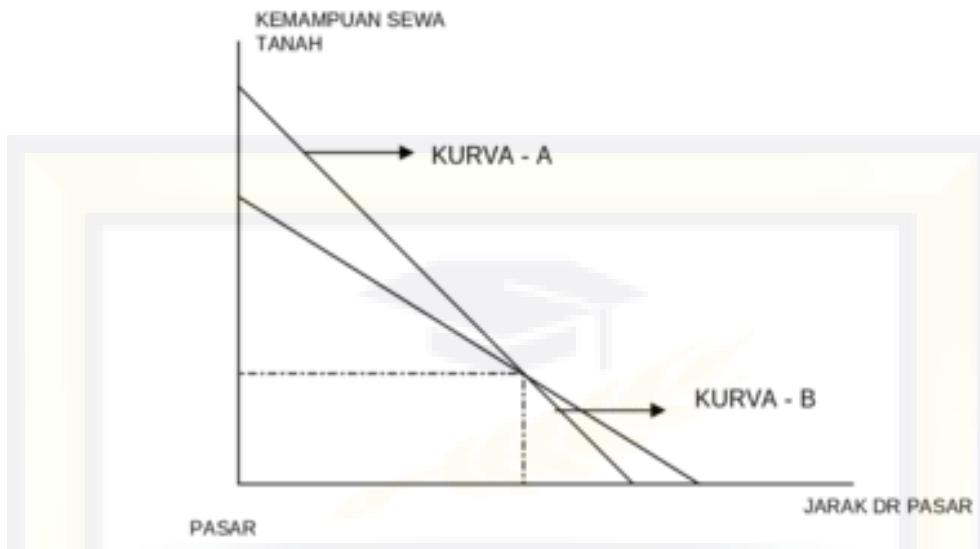 KEMAMPUAN SEWA
TANAH
KURVA - A
KURVA - B
JARAK DR PASAR
PASAR